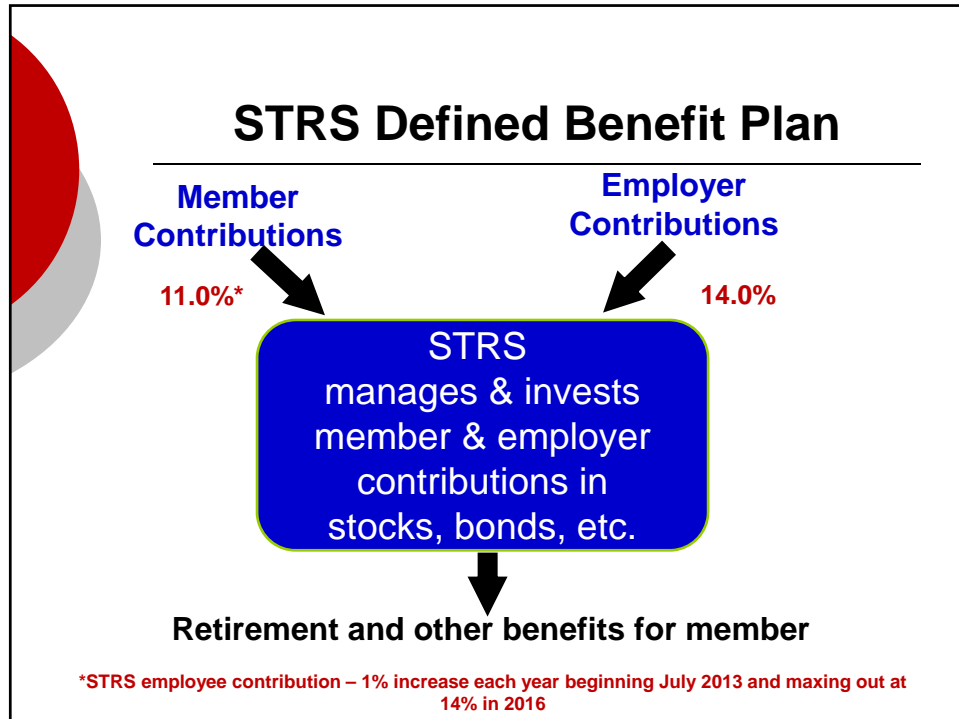 STRS Defined Benefit Plan
Member
Contributions
Employer
Contributions
11.0%*
14.0%
STRS
manages & invests
member & employer
contributions in
stocks, bonds, etc.
Retirement and other benefits for member
*STRS employee contribution – 1% increase each year beginning July 2013 and maxing out at
14% in 2016